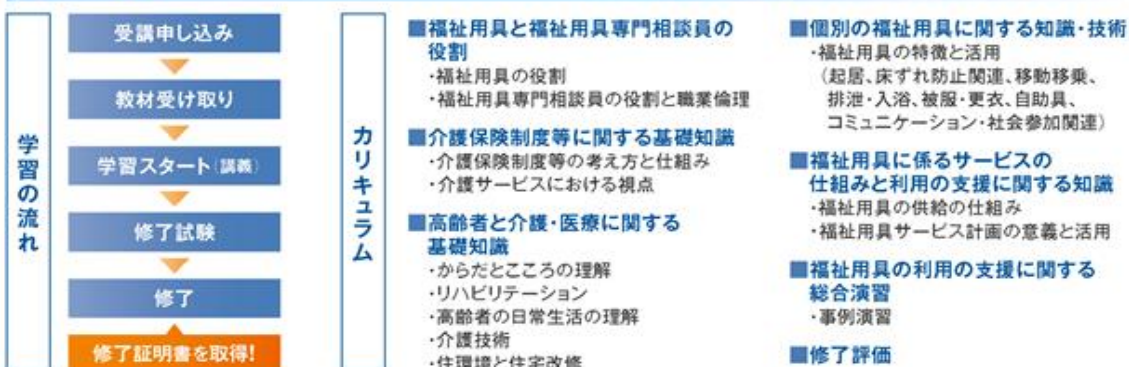 学習の流れ
受講申し込み
教材受け取り
学習スタート(講義)
修了試験
修了
修了証明書を取得!
カリキュラム
■福祉用具と福祉用具専門相談員の
役割
・福祉用具の役割
・福祉用具専門相談員の役割と職業倫理
■介護保険制度等に関する基礎知識
・介護保険制度等の考え方と仕組み
・介護サービスにおける視点
■高齢者と介護・医療に関する
基礎知識
・からだとこころの理解
・リハビリテーション
・高齢者の日常生活の理解
・介護技術
・住環境と住宅改修
■個別の福祉用具に関する知識・技術
・福祉用具の特徴と活用
(起居、床ずれ防止関連、移動移乗、
排泄・入浴、被服・更衣、自助具、
コミュニケーション・社会参加関連)
■福祉用具に係るサービスの
仕組みと利用の支援に関する知識
・福祉用具の供給の仕組み
・福祉用具サービス計画の意義と活用
■福祉用具の利用の支援に関する
総合演習
・事例演習
■修了評価